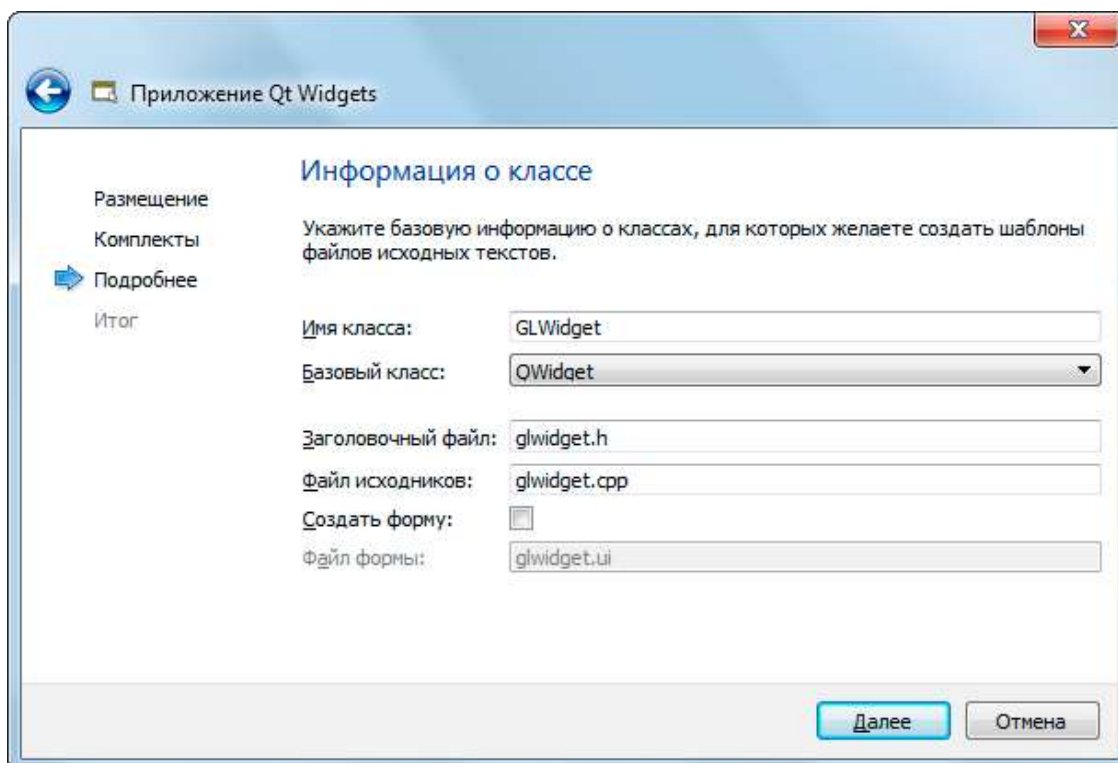 Приложение Qt Widgets
Размещение
Комплекты
Подробнее
Итог
Информация о классе
Укажите базовую информацию о классах, для которых желаете создать шаблоны
файлов исходных текстов.
Имя класса: GLWidget
Базовый класс: QWidget
Заголовочный файл: glwidget.h
Файл исходников: glwidget.cpp
Создать форму:
Файл формы: glwidget.ui
Далее Отмена